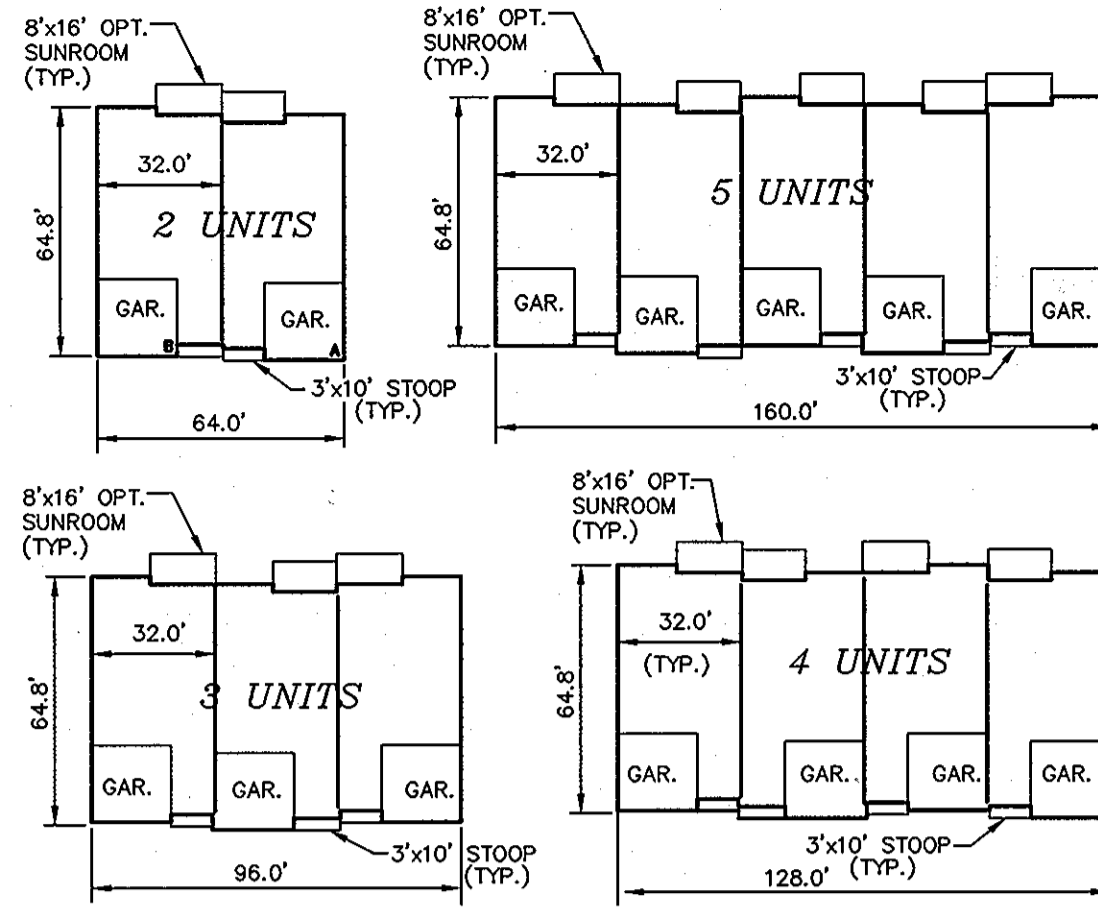 8'x16' OPT.
SUNROOM
(TYP.)
32.0'
64.8'
2 UNITS
GAR.
B
GAR.
A
3'x10' STOOP
(TYP.)
64.0'
8'x16' OPT.
SUNROOM
(TYP.)
32.0'
64.8'
5 UNITS
GAR.
GAR.
GAR.
GAR.
GAR.
3'x10' STOOP
(TYP.)
160.0'
8'x16' OPT.
SUNROOM
(TYP.)
32.0'
64.8'
3 UNITS
GAR.
GAR.
GAR.
3'x10' STOOP
(TYP.)
96.0'
8'x16' OPT.
SUNROOM
(TYP.)
32.0'
(TYP.)
64.8'
4 UNITS
GAR.
GAR.
GAR.
GAR.
3'x10' STOOP
(TYP.)
128.0'